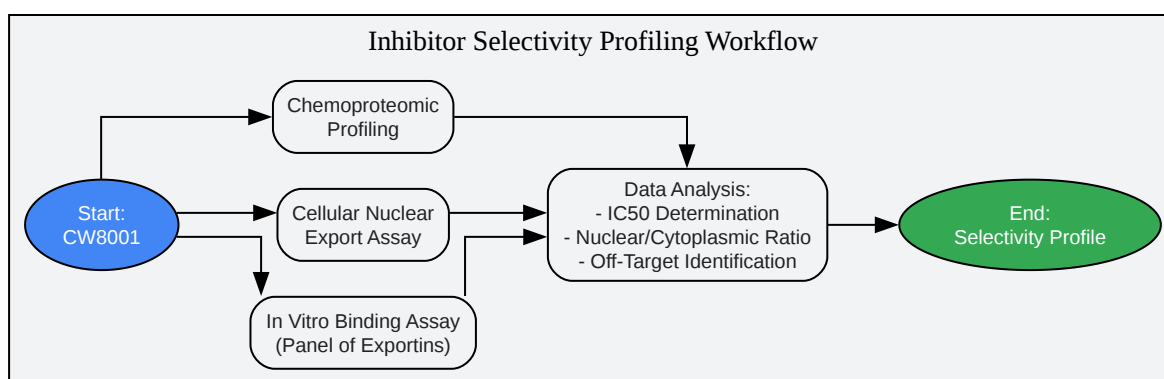 Inhibitor Selectivity Profiling Workflow
Chemoproteomic
Profiling
Start:
CW8001
Cellular Nuclear
Export Assay
In Vitro Binding Assay
(Panel of Exportins)
Data Analysis:
- IC50 Determination
- Nuclear/Cytoplasmic Ratio
- Off-Target Identification
End:
Selectivity Profile